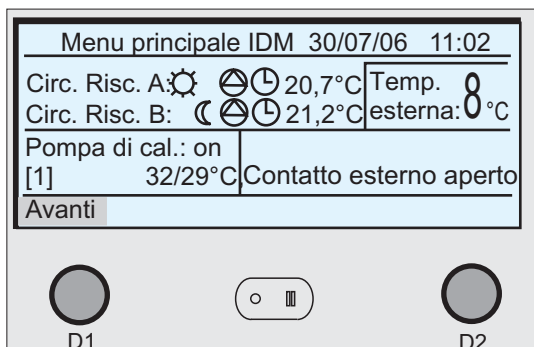 Menu principale IDM 30/07/06 11:02
Circ. Risc. A: 20,7°C Temp.
Circ. Risc. B: 21,2°C esterna: 8 °C
Pompa di cal.: on
[1] 32/29°C Contatto esterno aperto
Avanti
D1 D2